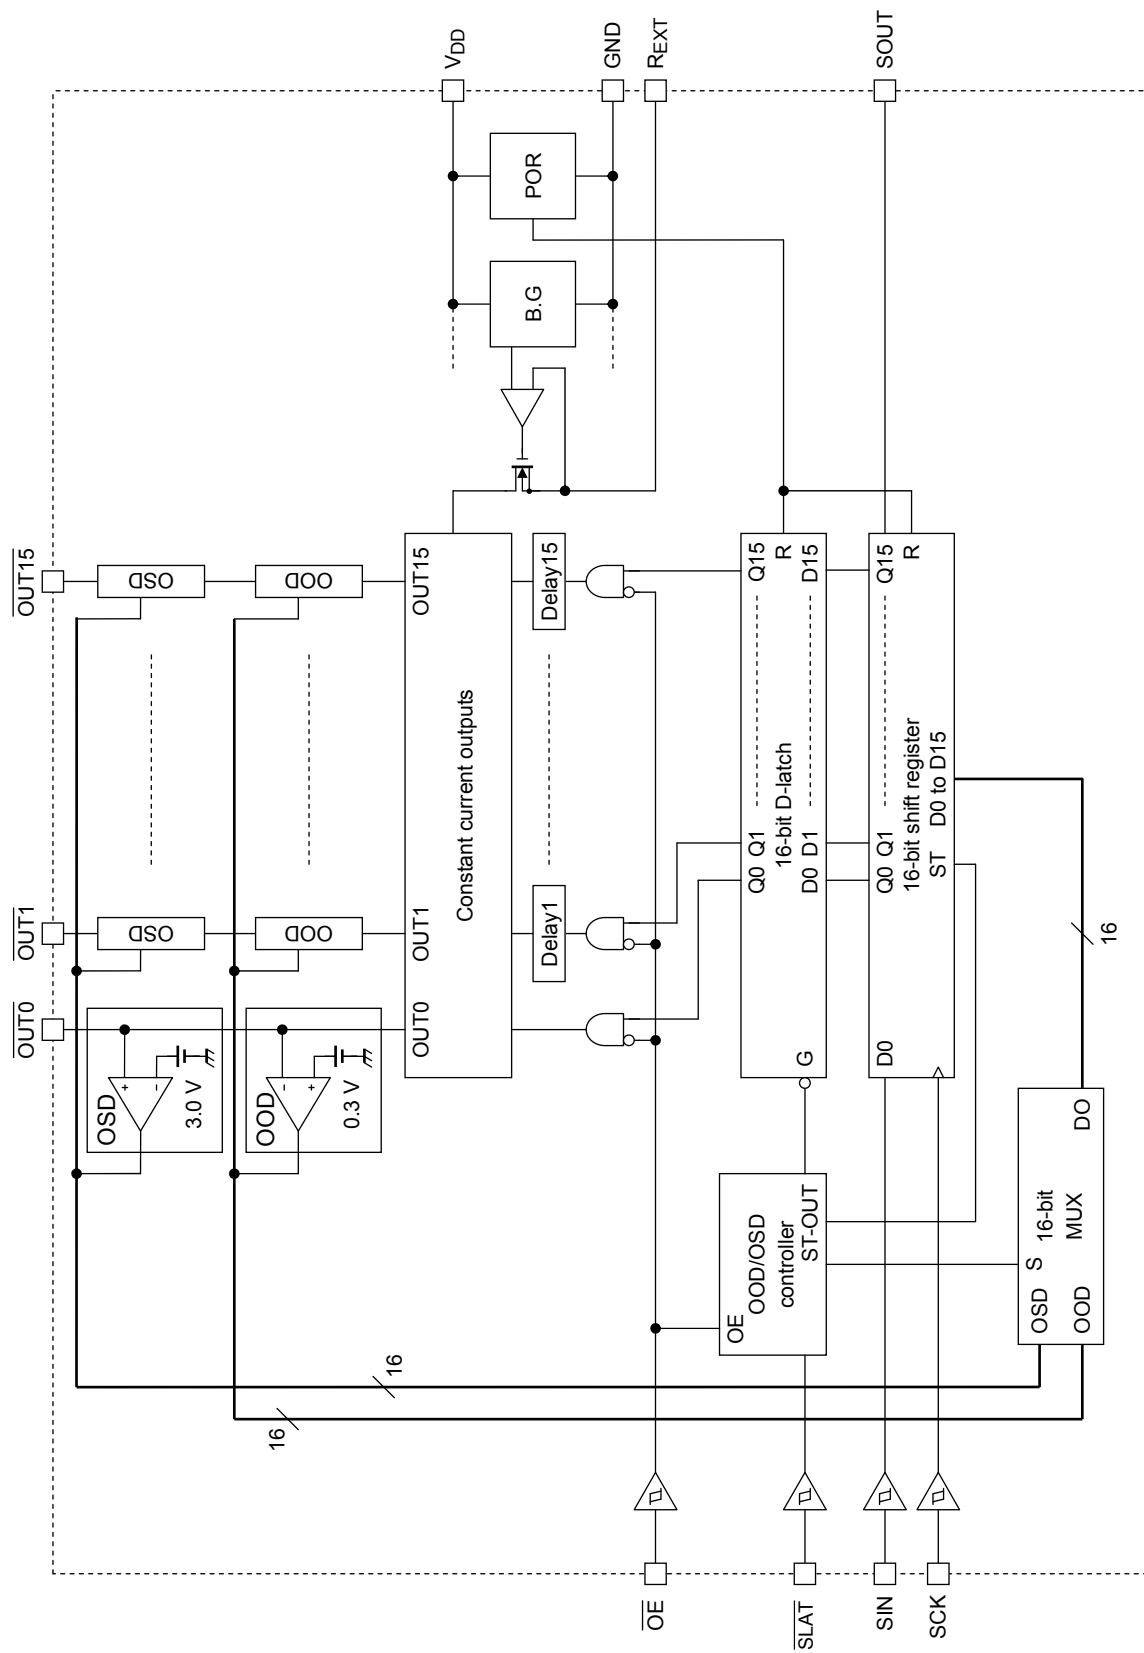 OUT0
OUT1
OUT15
OSD
3.0 V
+
−
OSD
OSD
OOD
0.3 V
−
+
OOD
OOD
VDD
GND
REXT
SOUT
POR
B.G
OUT0
OUT1
OUT15
Constant current outputs
Delay1
Delay15
16
16
OE
OOD/OSD
controller
ST-OUT
G
Q0
Q1
Q15
16-bit D-latch
R
D0
D1
D15
D0
Q0
Q1
Q15
16-bit shift register
R
ST
D0 to D15
OSD
S
16-bit
MUX
OOD
DO
16
OE
SLAT
SIN
SCK